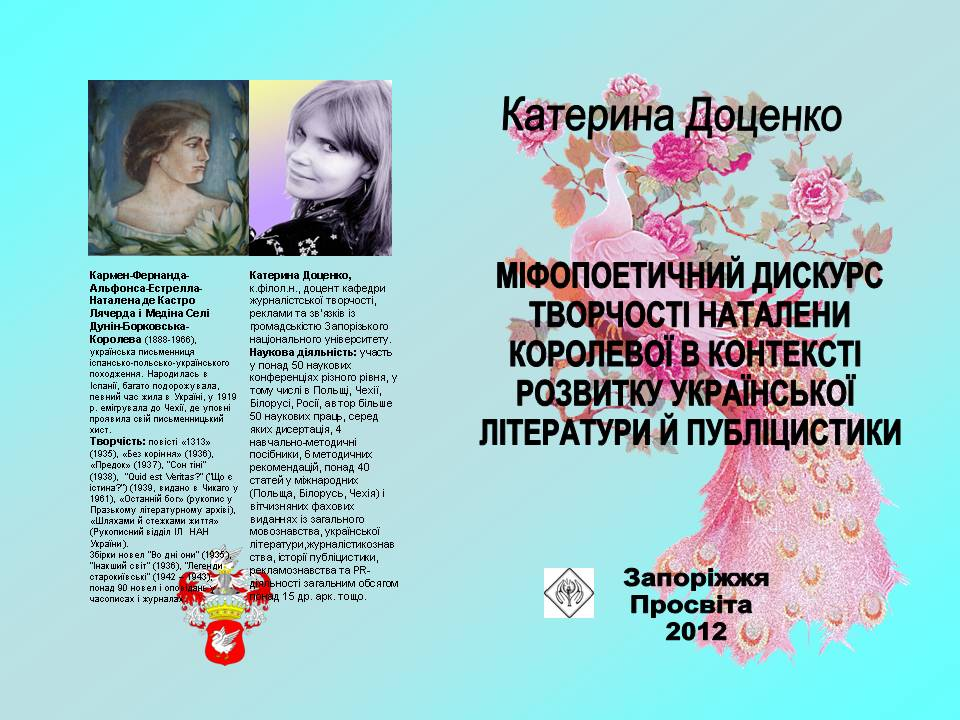 Кармен-Фернанда-
Альфонса-Естрелла-
Наталена де Кастро
Лячерда і Медіна Селі
Дунін-Борковська-
Королева (1888-1966),
українська письменниця
іспансько-польсько-українського
походження. Народилась в
Іспанії, багато подорожувала,
певний час жила в Україні, у 1919
р. емігрувала до Чехії, де уповні
проявила свій письменницький
хист.
Творчість: повісті «1313»
(1935), «Без коріння» (1936),
«Предок» (1937), "Сон тіні"
(1938), "Quid est Veritas?" ("Що є
істина?") (1939, видано в Чикаго у
1961), «Останній бог» (рукопис у
Празькому літературному архіві),
«Шляхами й стежками життя»
(Рукописний відділ ІЛ НАН
України).
Збірки новел "Во дні они" (1935),
"Інакший світ" (1936), "Легенди
старокиївські" (1942 – 1943),
понад 90 новел і оповідань у
часописах і журналах.
Катерина Доценко,
к.філол.н., доцент кафедри
журналістської творчості,
реклами та зв'язків із
громадськістю Запорізького
національного університету.
Наукова діяльність: участь
у понад 50 наукових
конференціях різного рівня, у
тому числі в Польщі, Чехії,
Білорусі, Росії, автор більше
50 наукових праць, серед
яких дисертація, 4
навчально-методичні
посібники, 6 методичних
рекомендацій, понад 40
статей у міжнародних
(Польща, Білорусь, Чехія) і
вітчизняних фахових
виданнях із загального
мовознавства, української
літератури,журналістикознав
ства, історії публіцистики,
рекламознавства та PR-
діяльності загальним обсягом
понад 15 др. арк. тощо.
Катерина Доценко
МІФОПОЕТИЧНИЙ ДИСКУРС
ТВОРЧОСТІ НАТАЛЕНИ
КОРОЛЕВОЇ В КОНТЕКСТІ
РОЗВИТКУ УКРАЇНСЬКОЇ
ЛІТЕРАТУРИ Й ПУБЛІЦИСТИКИ
Запоріжжя
Просвіта
2012